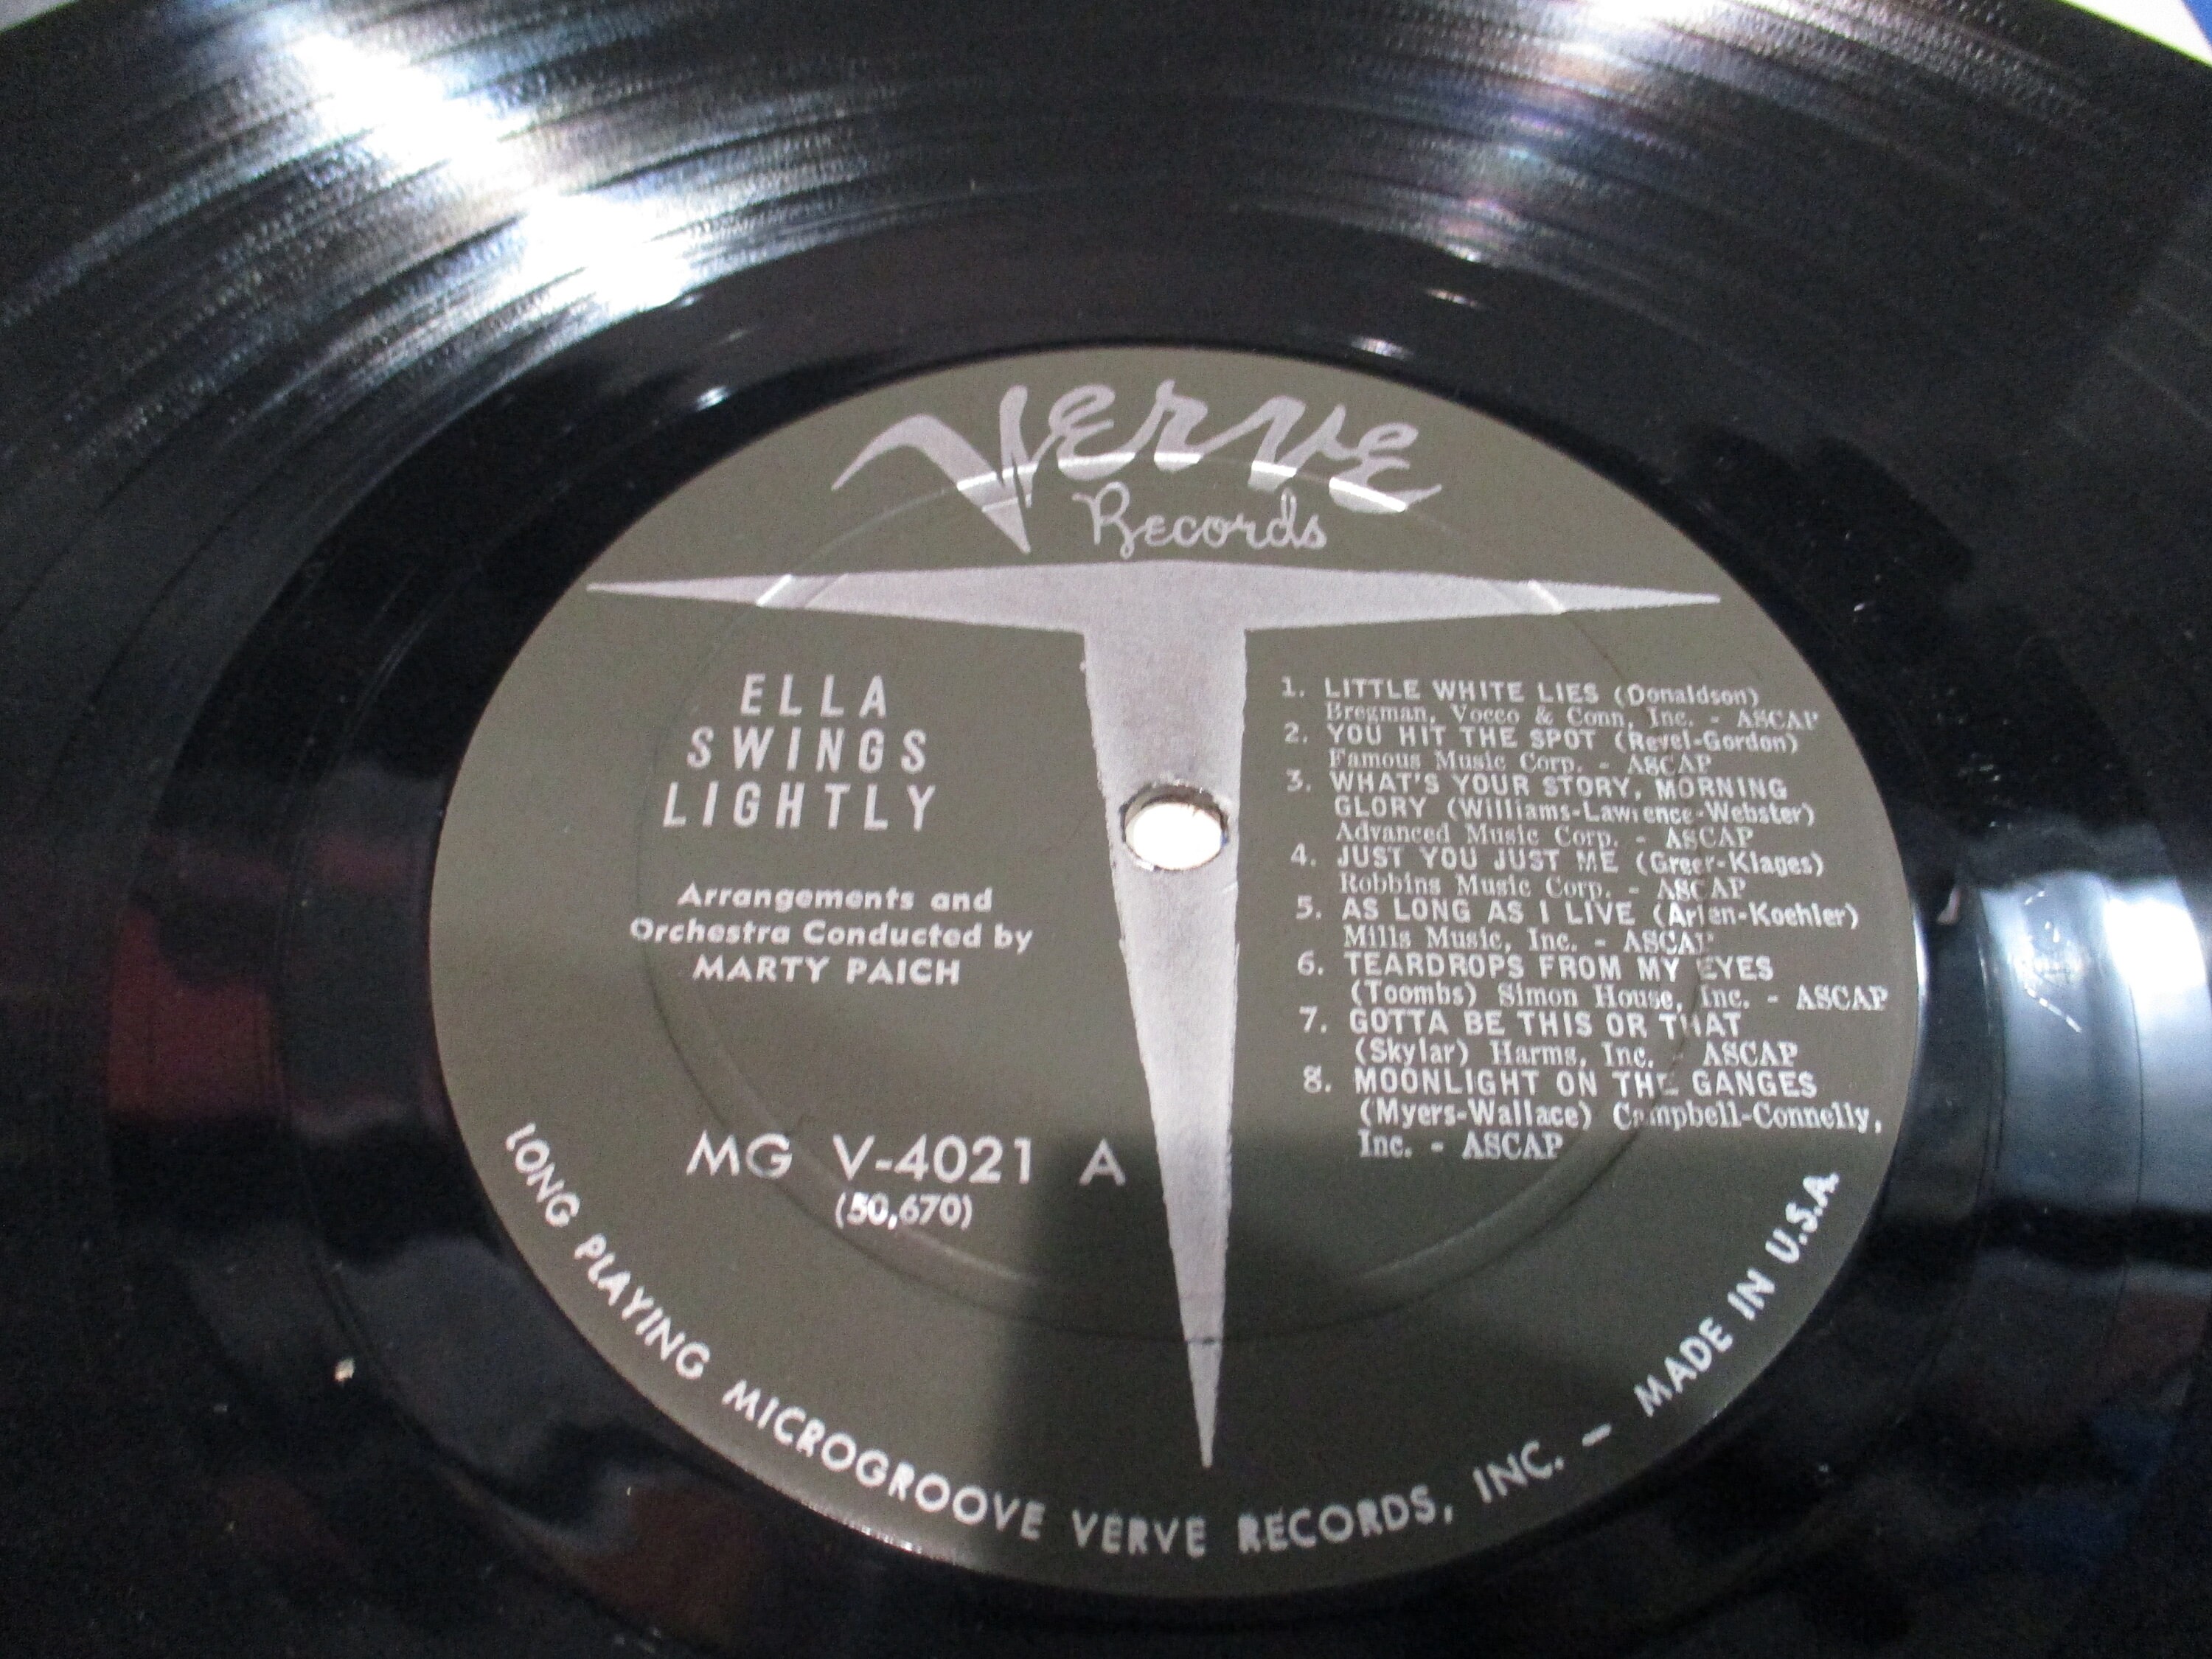 Verve
Records
ELLA
SWINGS
LIGHTLY
Arrangements and
Orchestra Conducted by
MARTY PAICH
MG V-4021 A
(50,670)
1. LITTLE WHITE LIES (Donaldson)
Bregman, Vocco & Conn, Inc. - ASCAP
2. YOU HIT THE SPOT (Revel-Gordon)
Famous Music Corp. - ASCAP
3. WHAT'S YOUR STORY, MORNING
GLORY (Williams-Lawrence-Webster)
Advanced Music Corp. - ASCAP
4. JUST YOU JUST ME (Greer-Klages)
Robbins Music Corp. - ASCAP
5. AS LONG AS I LIVE (Arlen-Koehler)
Mills Music, Inc. - ASCAP
6. TEARDROPS FROM MY EYES
(Toombs) Simon House, Inc. - ASCAP
7. GOTTA BE THIS OR THAT
(Skylar) Harms, Inc. - ASCAP
8. MOONLIGHT ON THE GANGES
(Myers-Wallace) Campbell-Connelly,
Inc. - ASCAP
LONG PLAYING MICROGROOVE VERVE RECORDS, INC. — MADE IN U.S.A.